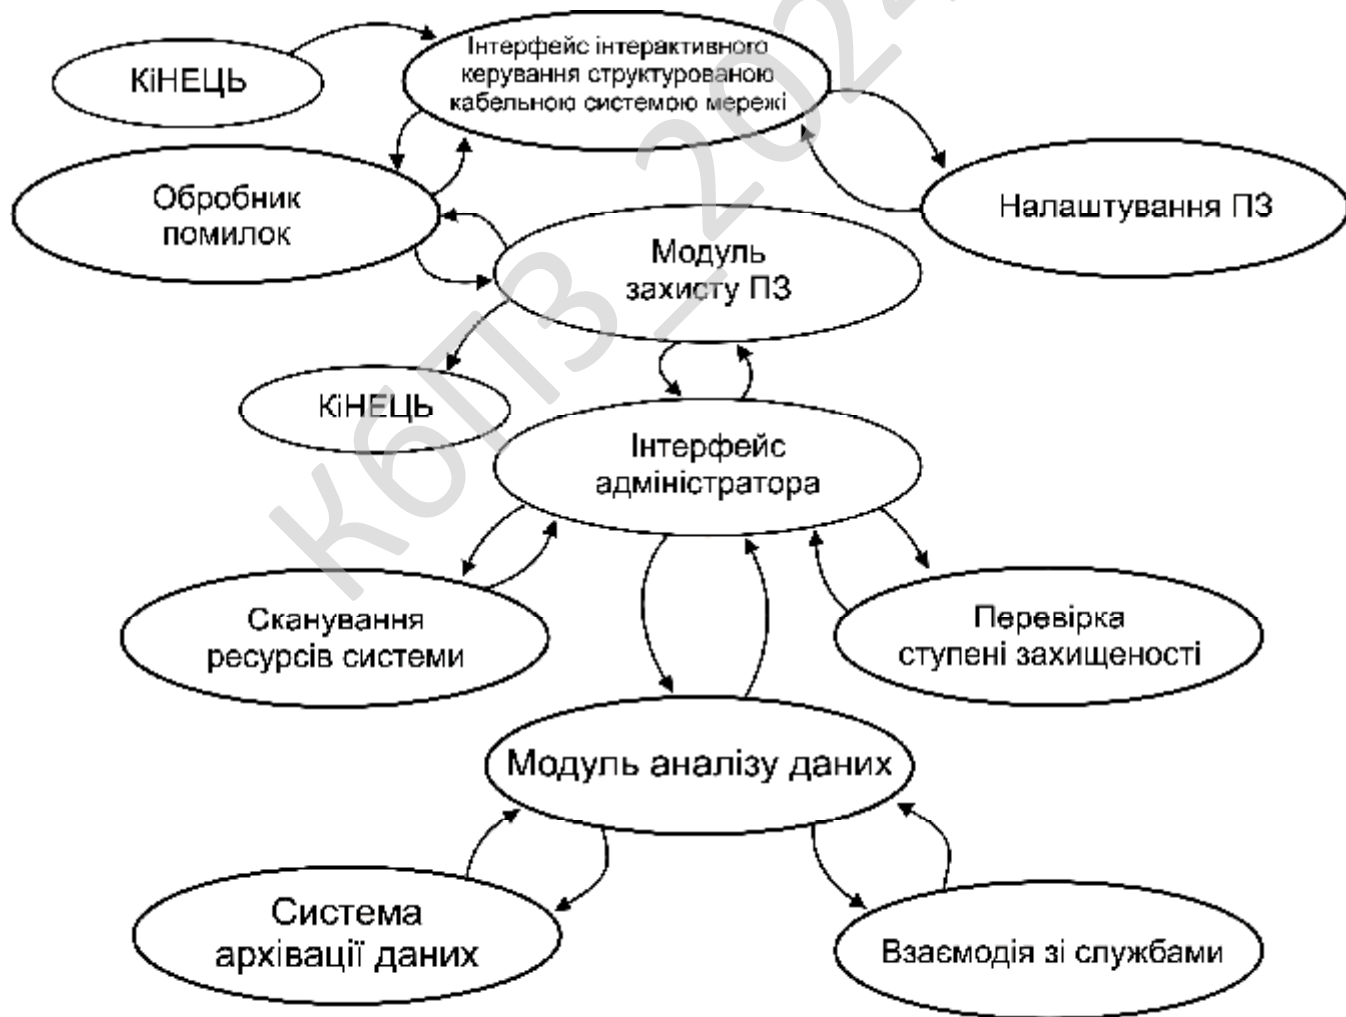 Інтерфейс інтерактивного
керування структурованою
кабельною системою мережі
КіНЕЦЬ
Обробник
помилок
Налаштування ПЗ
Модуль
захисту ПЗ
КіНЕЦЬ
Інтерфейс
адміністратора
Сканування
ресурсів системи
Перевірка
ступені захищеності
Модуль аналізу даних
Система
архівації даних
Взаємодія зі службами
КбПЗ_202